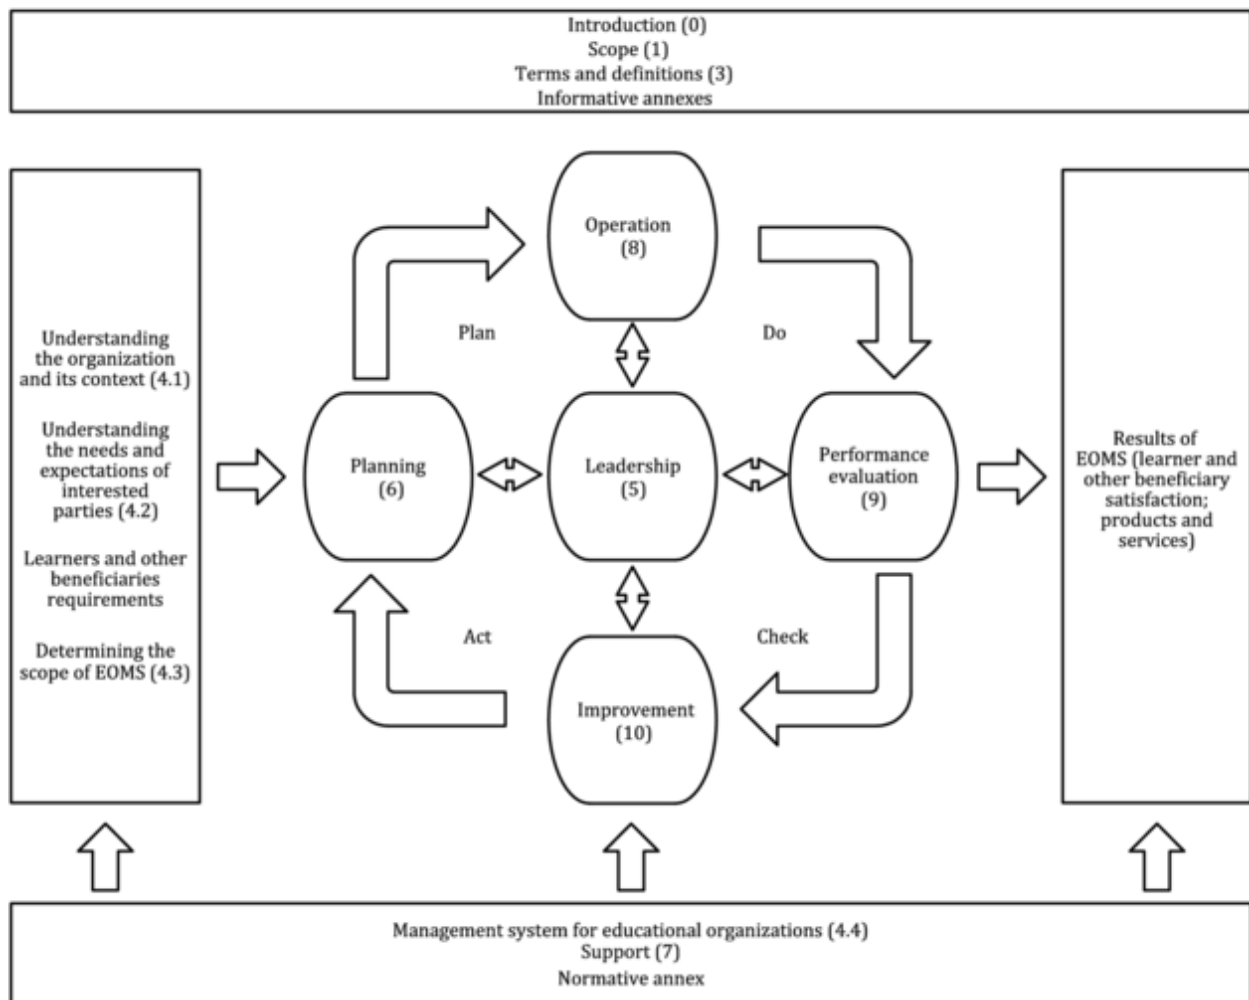 Introduction (0)
Scope (1)
Terms and definitions (3)
Informative annexes
Understanding
the organization
and its context (4.1)
Understanding
the needs and
expectations of
interested
parties (4.2)
Learners and other
beneficiaries
requirements
Determining the
scope of EOMS (4.3)
Operation
(8)
Plan
Do
Planning
(6)
Leadership
(5)
Performance
evaluation
(9)
Act
Check
Improvement
(10)
Results of
EOMS (learner and
other beneficiary
satisfaction;
products and
services)
Management system for educational organizations (4.4)
Support (7)
Normative annex